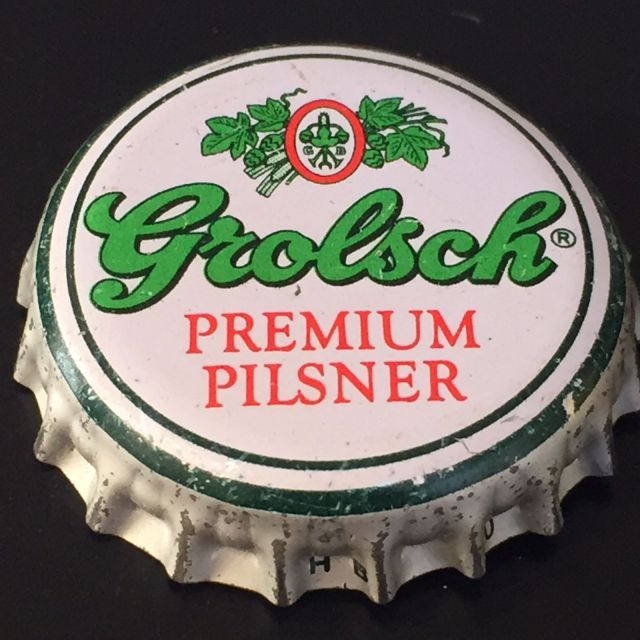 G B
Grolsch®
PREMIUM
PILSNER
H B D